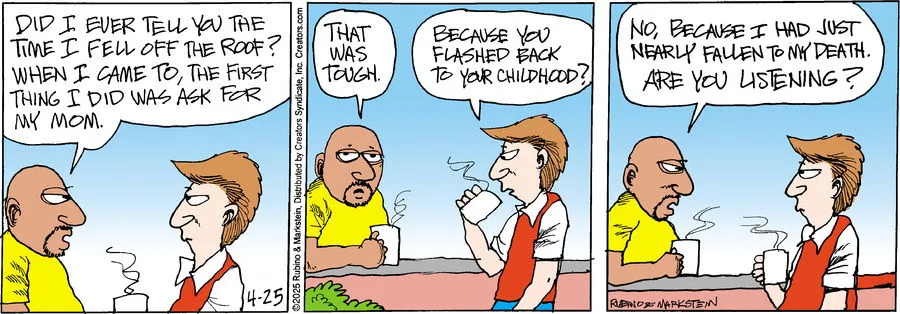 DID I EVER TELL YOU THE
TIME I FELL OFF THE ROOF?
WHEN I CAME TO, THE FIRST
THING I DID WAS ASK FOR
MY MOM.
4-25
©2025 Rubino & Markstein, Distributed by Creators Syndicate, Inc. Creators.com
THAT
WAS
TOUGH.
BECAUSE YOU
FLASHED BACK
TO YOUR CHILDHOOD?
NO, BECAUSE I HAD JUST
NEARLY FALLEN TO MY DEATH.
ARE YOU LISTENING?
RUBINO & MARKSTEIN